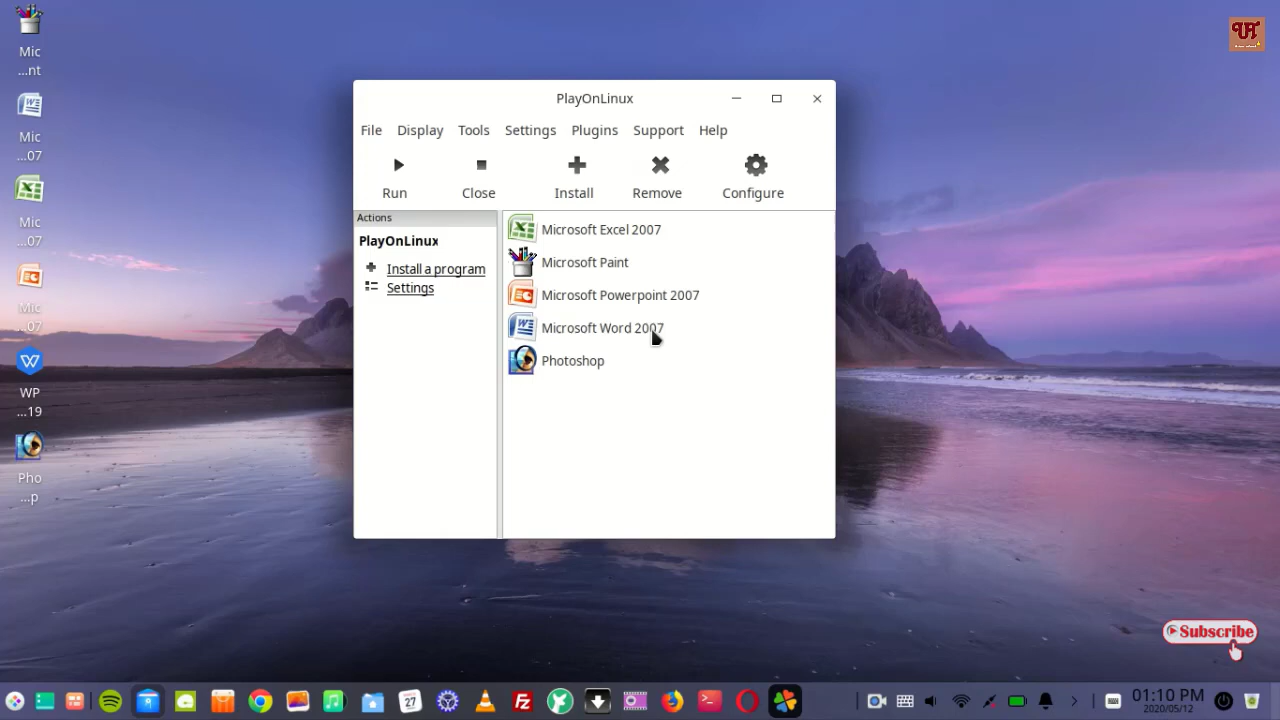 Mic
...nt
Mic
...07
Mic
...07
Mic
...07
WP
...19
Pho
...p
PlayOnLinux
File Display Tools Settings Plugins Support Help
Run Close Install Remove Configure
Actions
PlayOnLinux
Install a program
Settings
Microsoft Excel 2007
Microsoft Paint
Microsoft Powerpoint 2007
Microsoft Word 2007
Photoshop
Subscribe
27
01:10 PM
2020/05/12